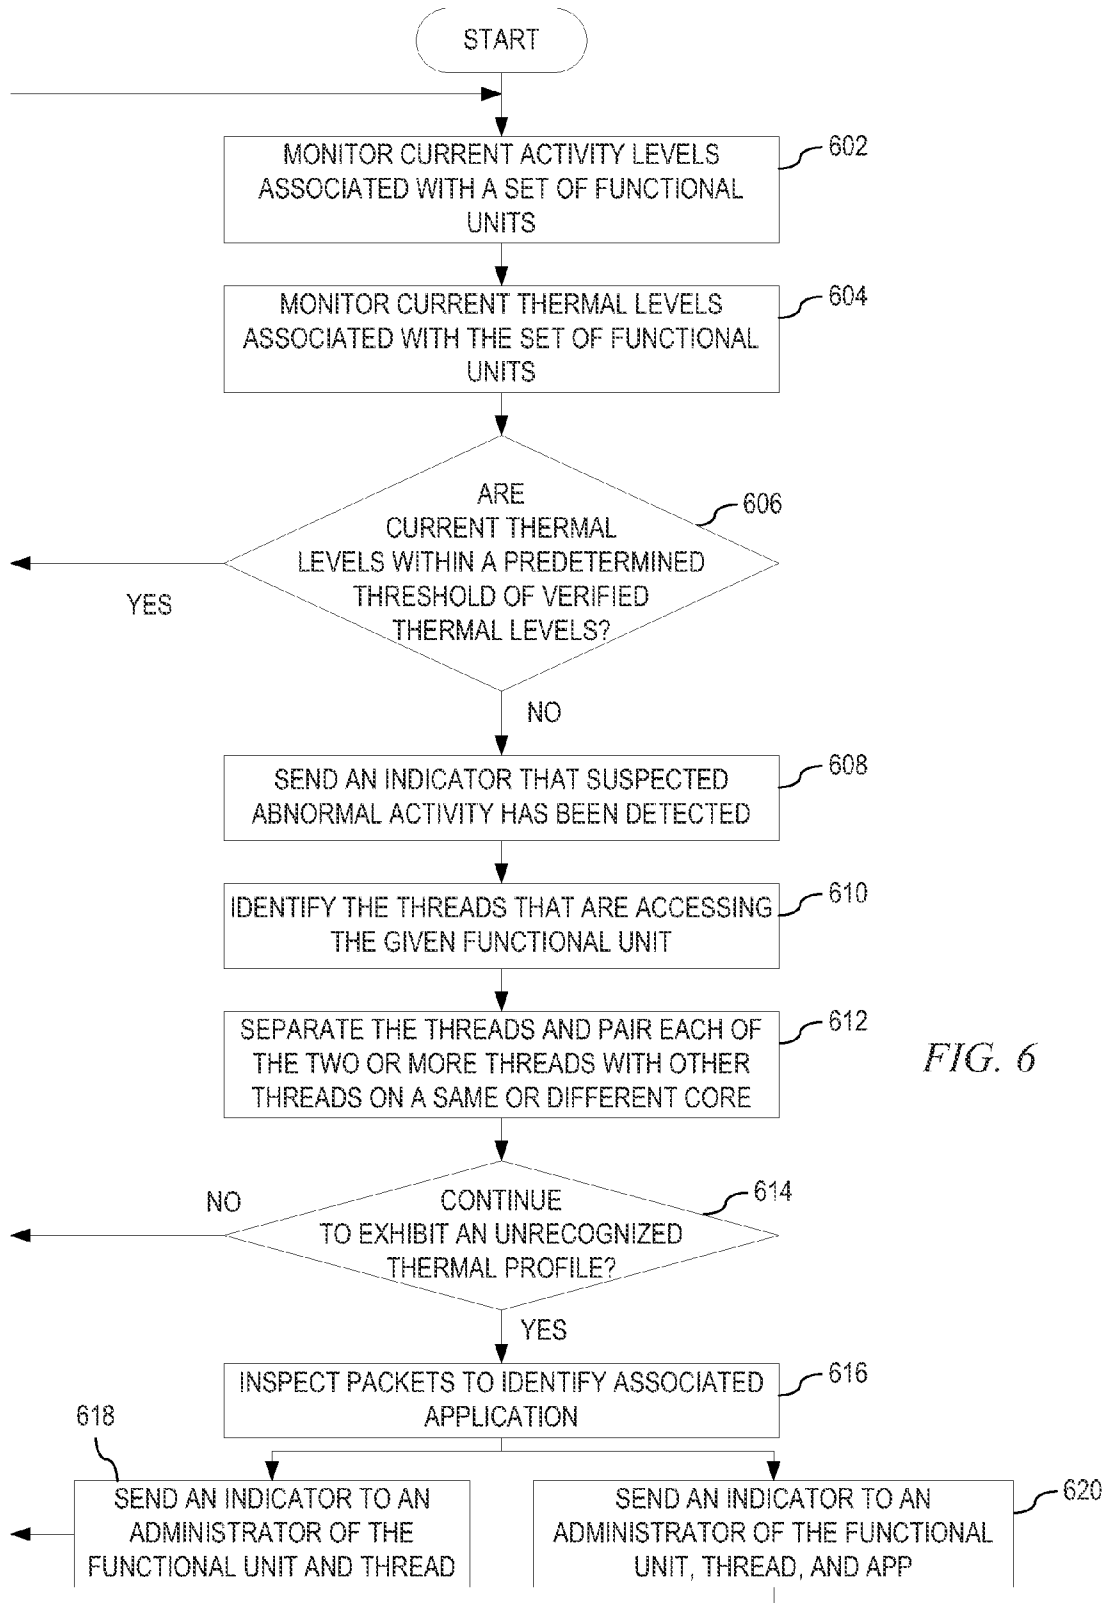 START
MONITOR CURRENT ACTIVITY LEVELS
ASSOCIATED WITH A SET OF FUNCTIONAL
UNITS
602
MONITOR CURRENT THERMAL LEVELS
ASSOCIATED WITH THE SET OF FUNCTIONAL
UNITS
604
ARE
CURRENT THERMAL
LEVELS WITHIN A PREDETERMINED
THRESHOLD OF VERIFIED
THERMAL LEVELS?
606
YES
NO
SEND AN INDICATOR THAT SUSPECTED
ABNORMAL ACTIVITY HAS BEEN DETECTED
608
IDENTIFY THE THREADS THAT ARE ACCESSING
THE GIVEN FUNCTIONAL UNIT
610
SEPARATE THE THREADS AND PAIR EACH OF
THE TWO OR MORE THREADS WITH OTHER
THREADS ON A SAME OR DIFFERENT CORE
612
FIG. 6
CONTINUE
TO EXHIBIT AN UNRECOGNIZED
THERMAL PROFILE?
614
NO
YES
INSPECT PACKETS TO IDENTIFY ASSOCIATED
APPLICATION
616
618
SEND AN INDICATOR TO AN
ADMINISTRATOR OF THE
FUNCTIONAL UNIT AND THREAD
SEND AN INDICATOR TO AN
ADMINISTRATOR OF THE FUNCTIONAL
UNIT, THREAD, AND APP
620